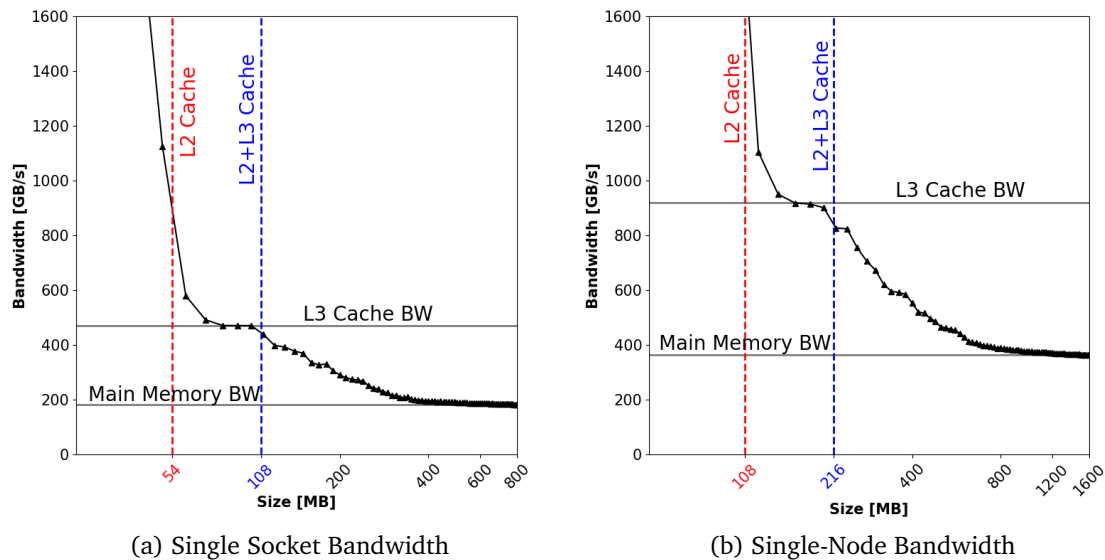 1600
1400
1200
1000
800
600
400
200
0
Bandwidth [GB/s]
L2 Cache
L2+L3 Cache
L3 Cache BW
Main Memory BW
54
108
200
400
600
800
Size [MB]
(a) Single Socket Bandwidth
1600
1400
1200
1000
800
600
400
200
0
Bandwidth [GB/s]
L2 Cache
L2+L3 Cache
L3 Cache BW
Main Memory BW
108
216
400
800
1200
1600
Size [MB]
(b) Single-Node Bandwidth